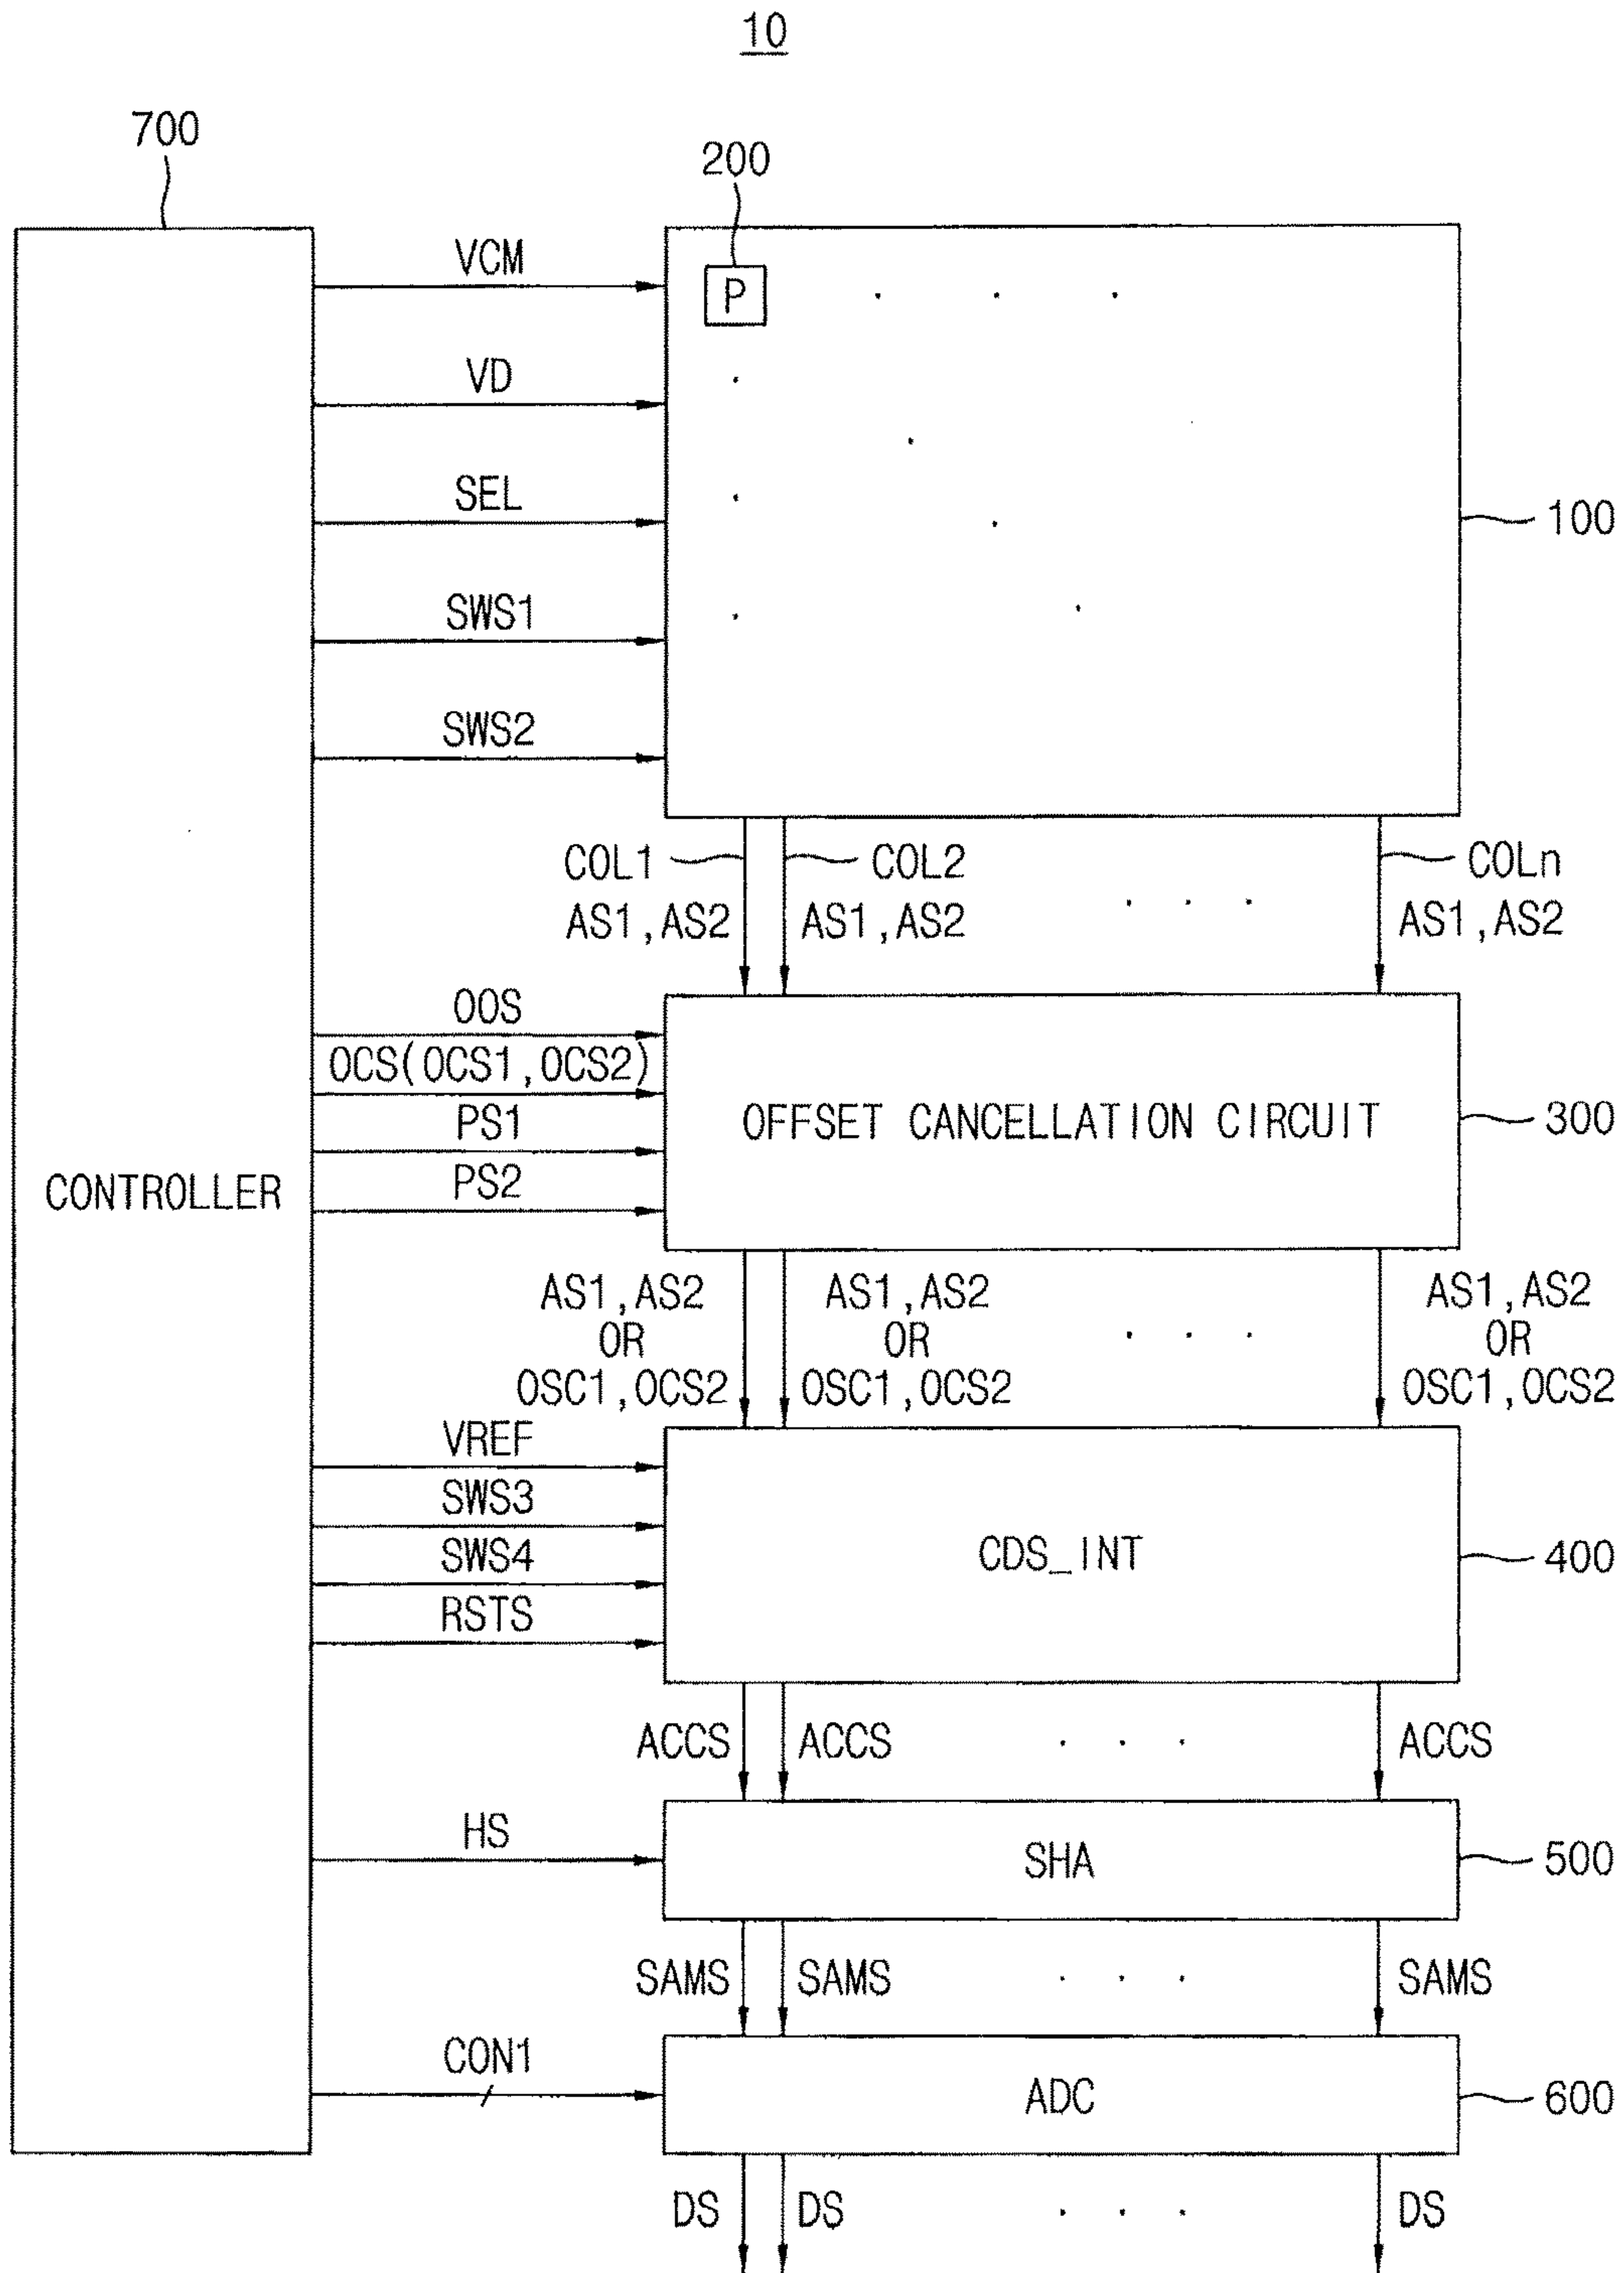 10
700
200
VCM
P
VD
SEL
100
SWS1
SWS2
COL1
COL2
COLn
AS1,AS2
AS1,AS2
AS1,AS2
OOS
OCS(OCS1,OCS2)
PS1
PS2
OFFSET CANCELLATION CIRCUIT
300
CONTROLLER
AS1,AS2
OR
OSC1,OCS2
AS1,AS2
OR
OSC1,OCS2
AS1,AS2
OR
OSC1,OCS2
VREF
SWS3
SWS4
RSTS
CDS_INT
400
ACCS
ACCS
ACCS
HS
SHA
500
SAMS
SAMS
SAMS
CON1
ADC
600
DS
DS
DS